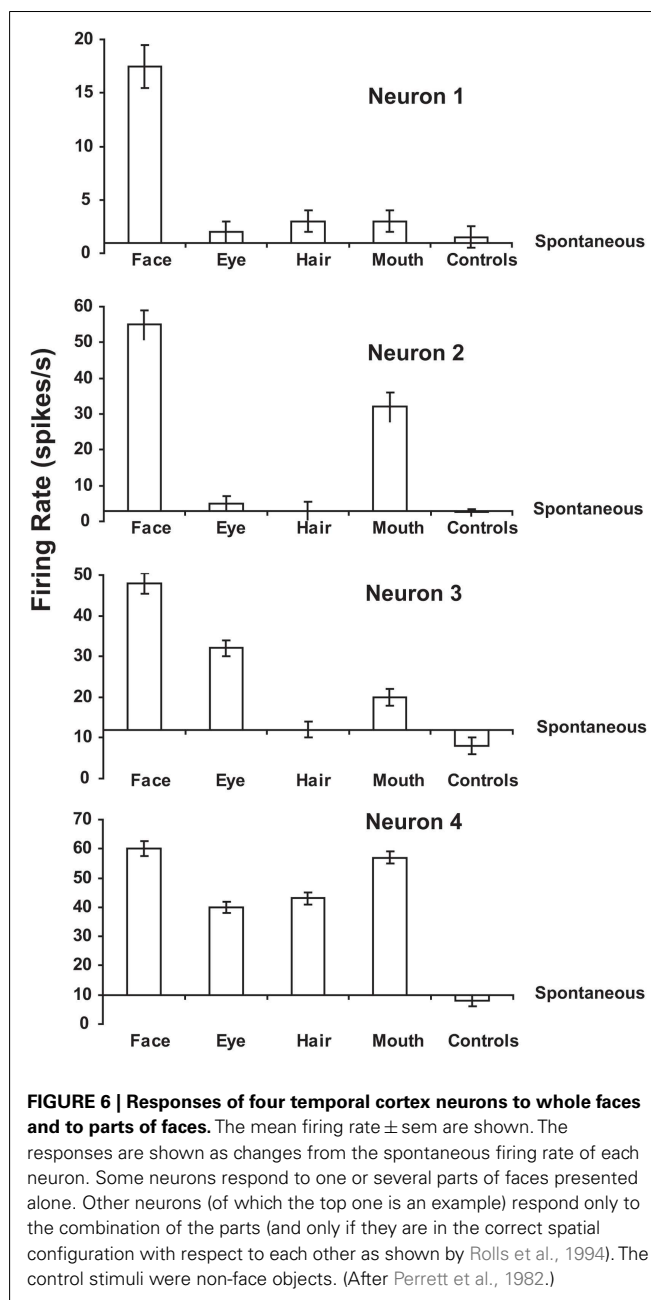 20
Neuron 1
15
10
5
Spontaneous
0
Face Eye Hair Mouth Controls
60
50
Neuron 2
40
30
20
10
Spontaneous
0
Face Eye Hair Mouth Controls
Firing Rate (spikes/s)
50
Neuron 3
40
30
20
Spontaneous
10
0
Face Eye Hair Mouth Controls
70
Neuron 4
60
50
40
30
20
10 Spontaneous
0
Face Eye Hair Mouth Controls
FIGURE 6 | Responses of four temporal cortex neurons to whole faces
and to parts of faces. The mean firing rate ± sem are shown. The
responses are shown as changes from the spontaneous firing rate of each
neuron. Some neurons respond to one or several parts of faces presented
alone. Other neurons (of which the top one is an example) respond only to
the combination of the parts (and only if they are in the correct spatial
configuration with respect to each other as shown by Rolls et al., 1994). The
control stimuli were non-face objects. (After Perrett et al., 1982.)